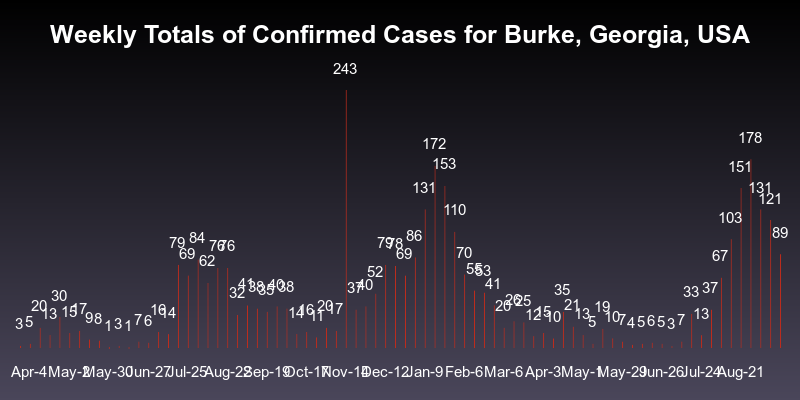 Weekly Totals of Confirmed Cases for Burke, Georgia, USA
3 5 20 13 30 15 17 9 8 1 3 1 7 6 16 14 79 69 84 62 76 76 32 41 38 35 40 38 14 16 11 20 17 243 37 40 52 79 78 69 86 131 172 153 110 70 55 53 41 20 26 25 12 15 10 35 21 13 5 19 10 7 4 5 6 5 3 7 33 13 37 67 103 151 178 131 121 89
Apr-4 May-2 May-30 Jun-27 Jul-25 Aug-22 Sep-19 Oct-17 Nov-14 Dec-12 Jan-9 Feb-6 Mar-6 Apr-3 May-1 May-29 Jun-26 Jul-24 Aug-21